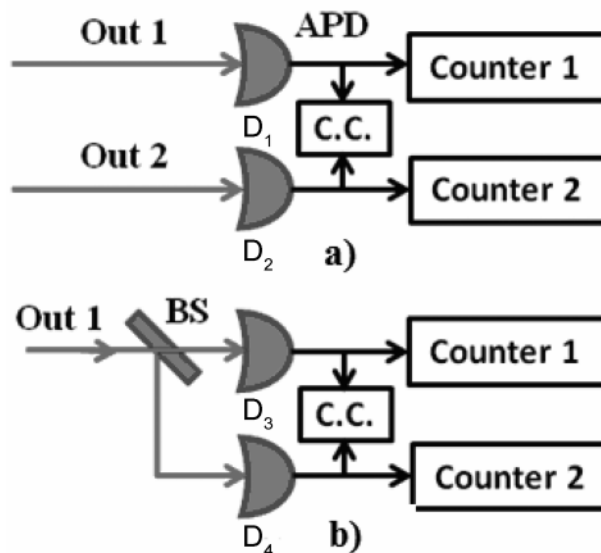 Out 1
APD
Counter 1
D1
C.C.
Out 2
Counter 2
D2
a)
Out 1
BS
Counter 1
D3
C.C.
Counter 2
D4
b)